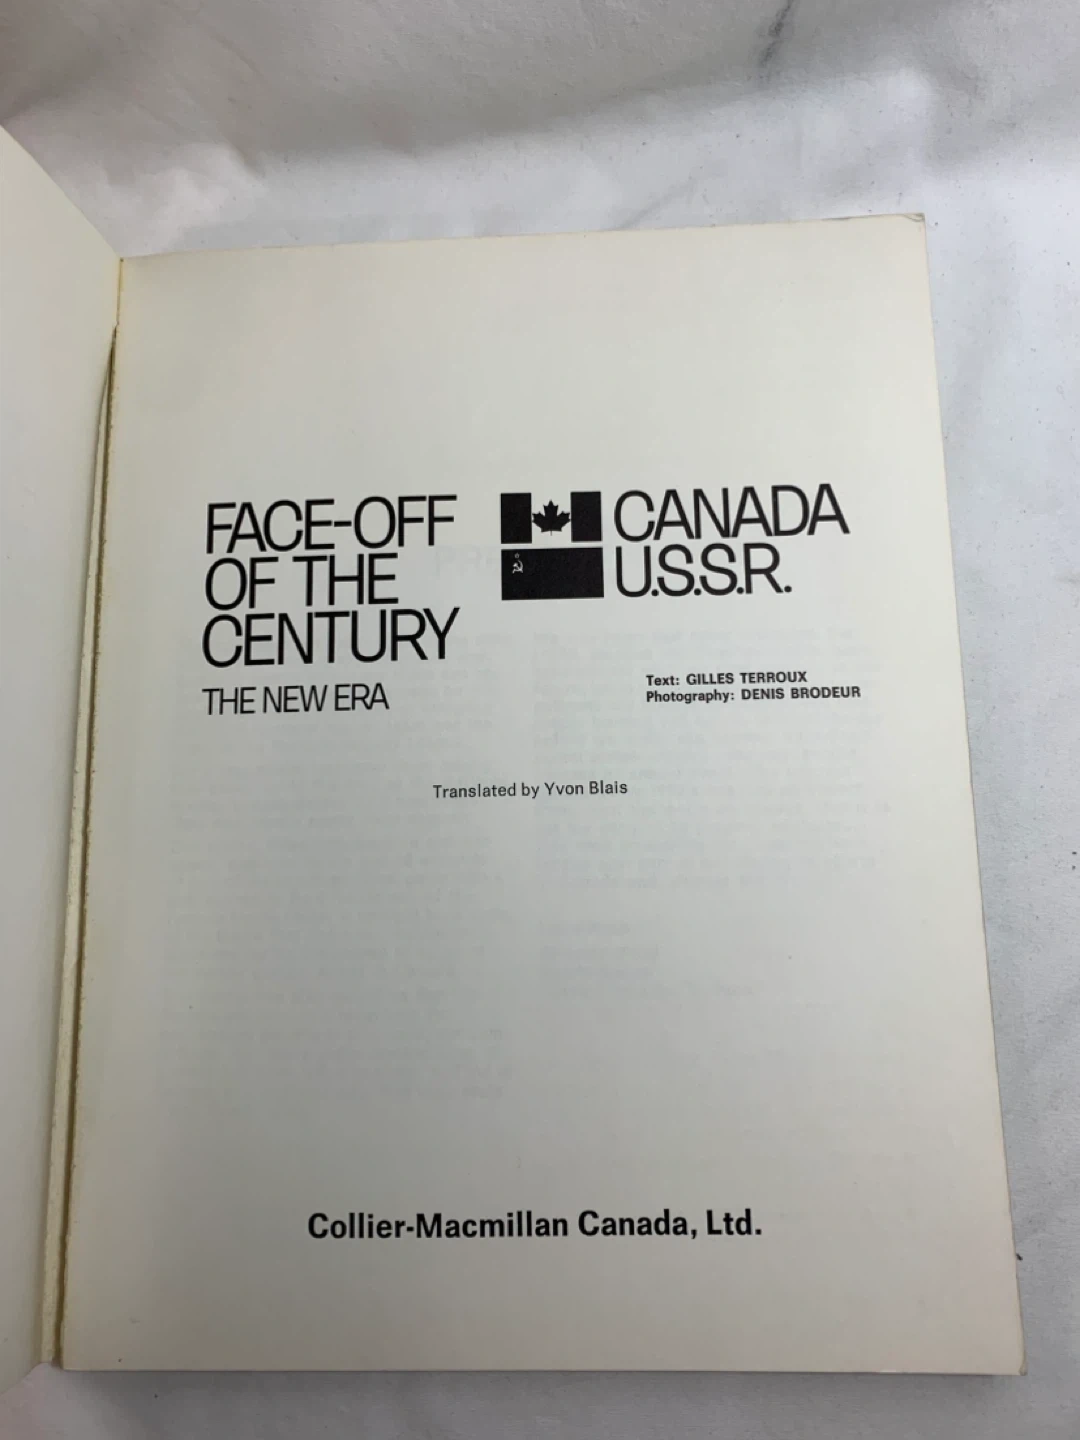 FACE-OFF
OF THE
CENTURY
THE NEW ERA
CANADA
U.S.S.R.
Text: GILLES TERROUX
Photography: DENIS BRODEUR
Translated by Yvon Blais
Collier-Macmillan Canada, Ltd.